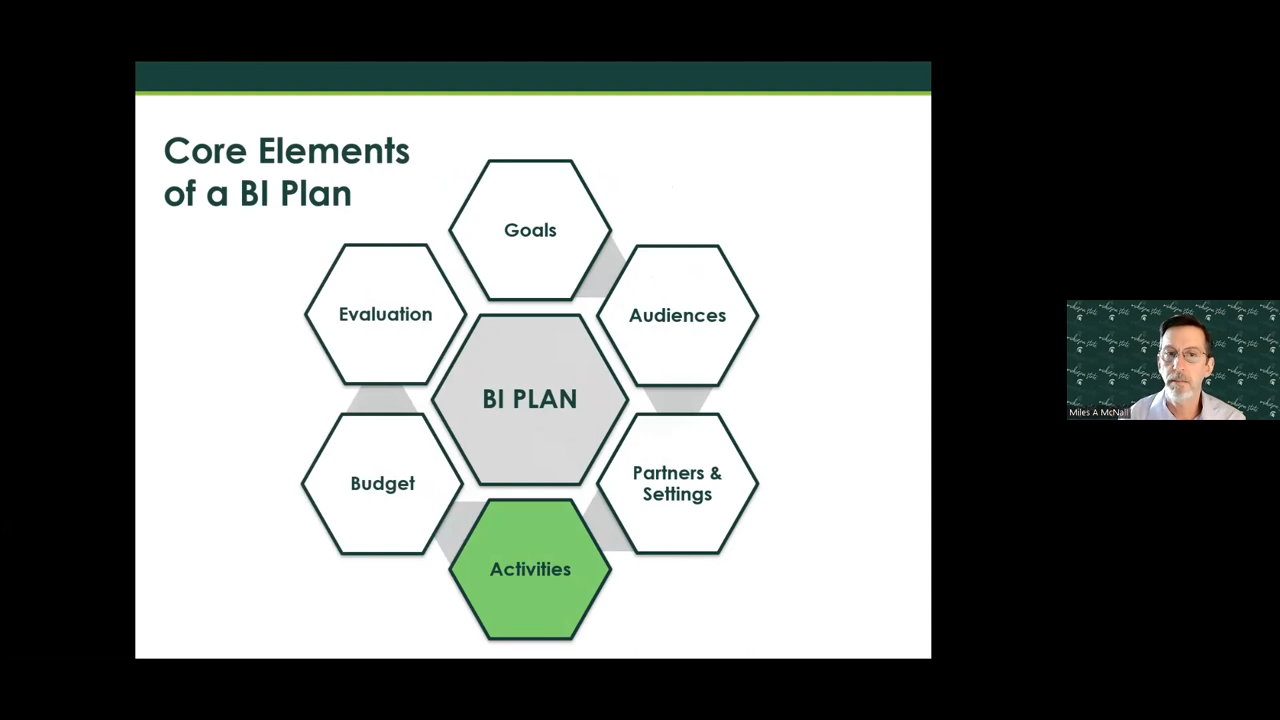 Core Elements
of a BI Plan
Goals
Evaluation
Audiences
BI PLAN
Budget
Partners &
Settings
Activities
Miles A McNall